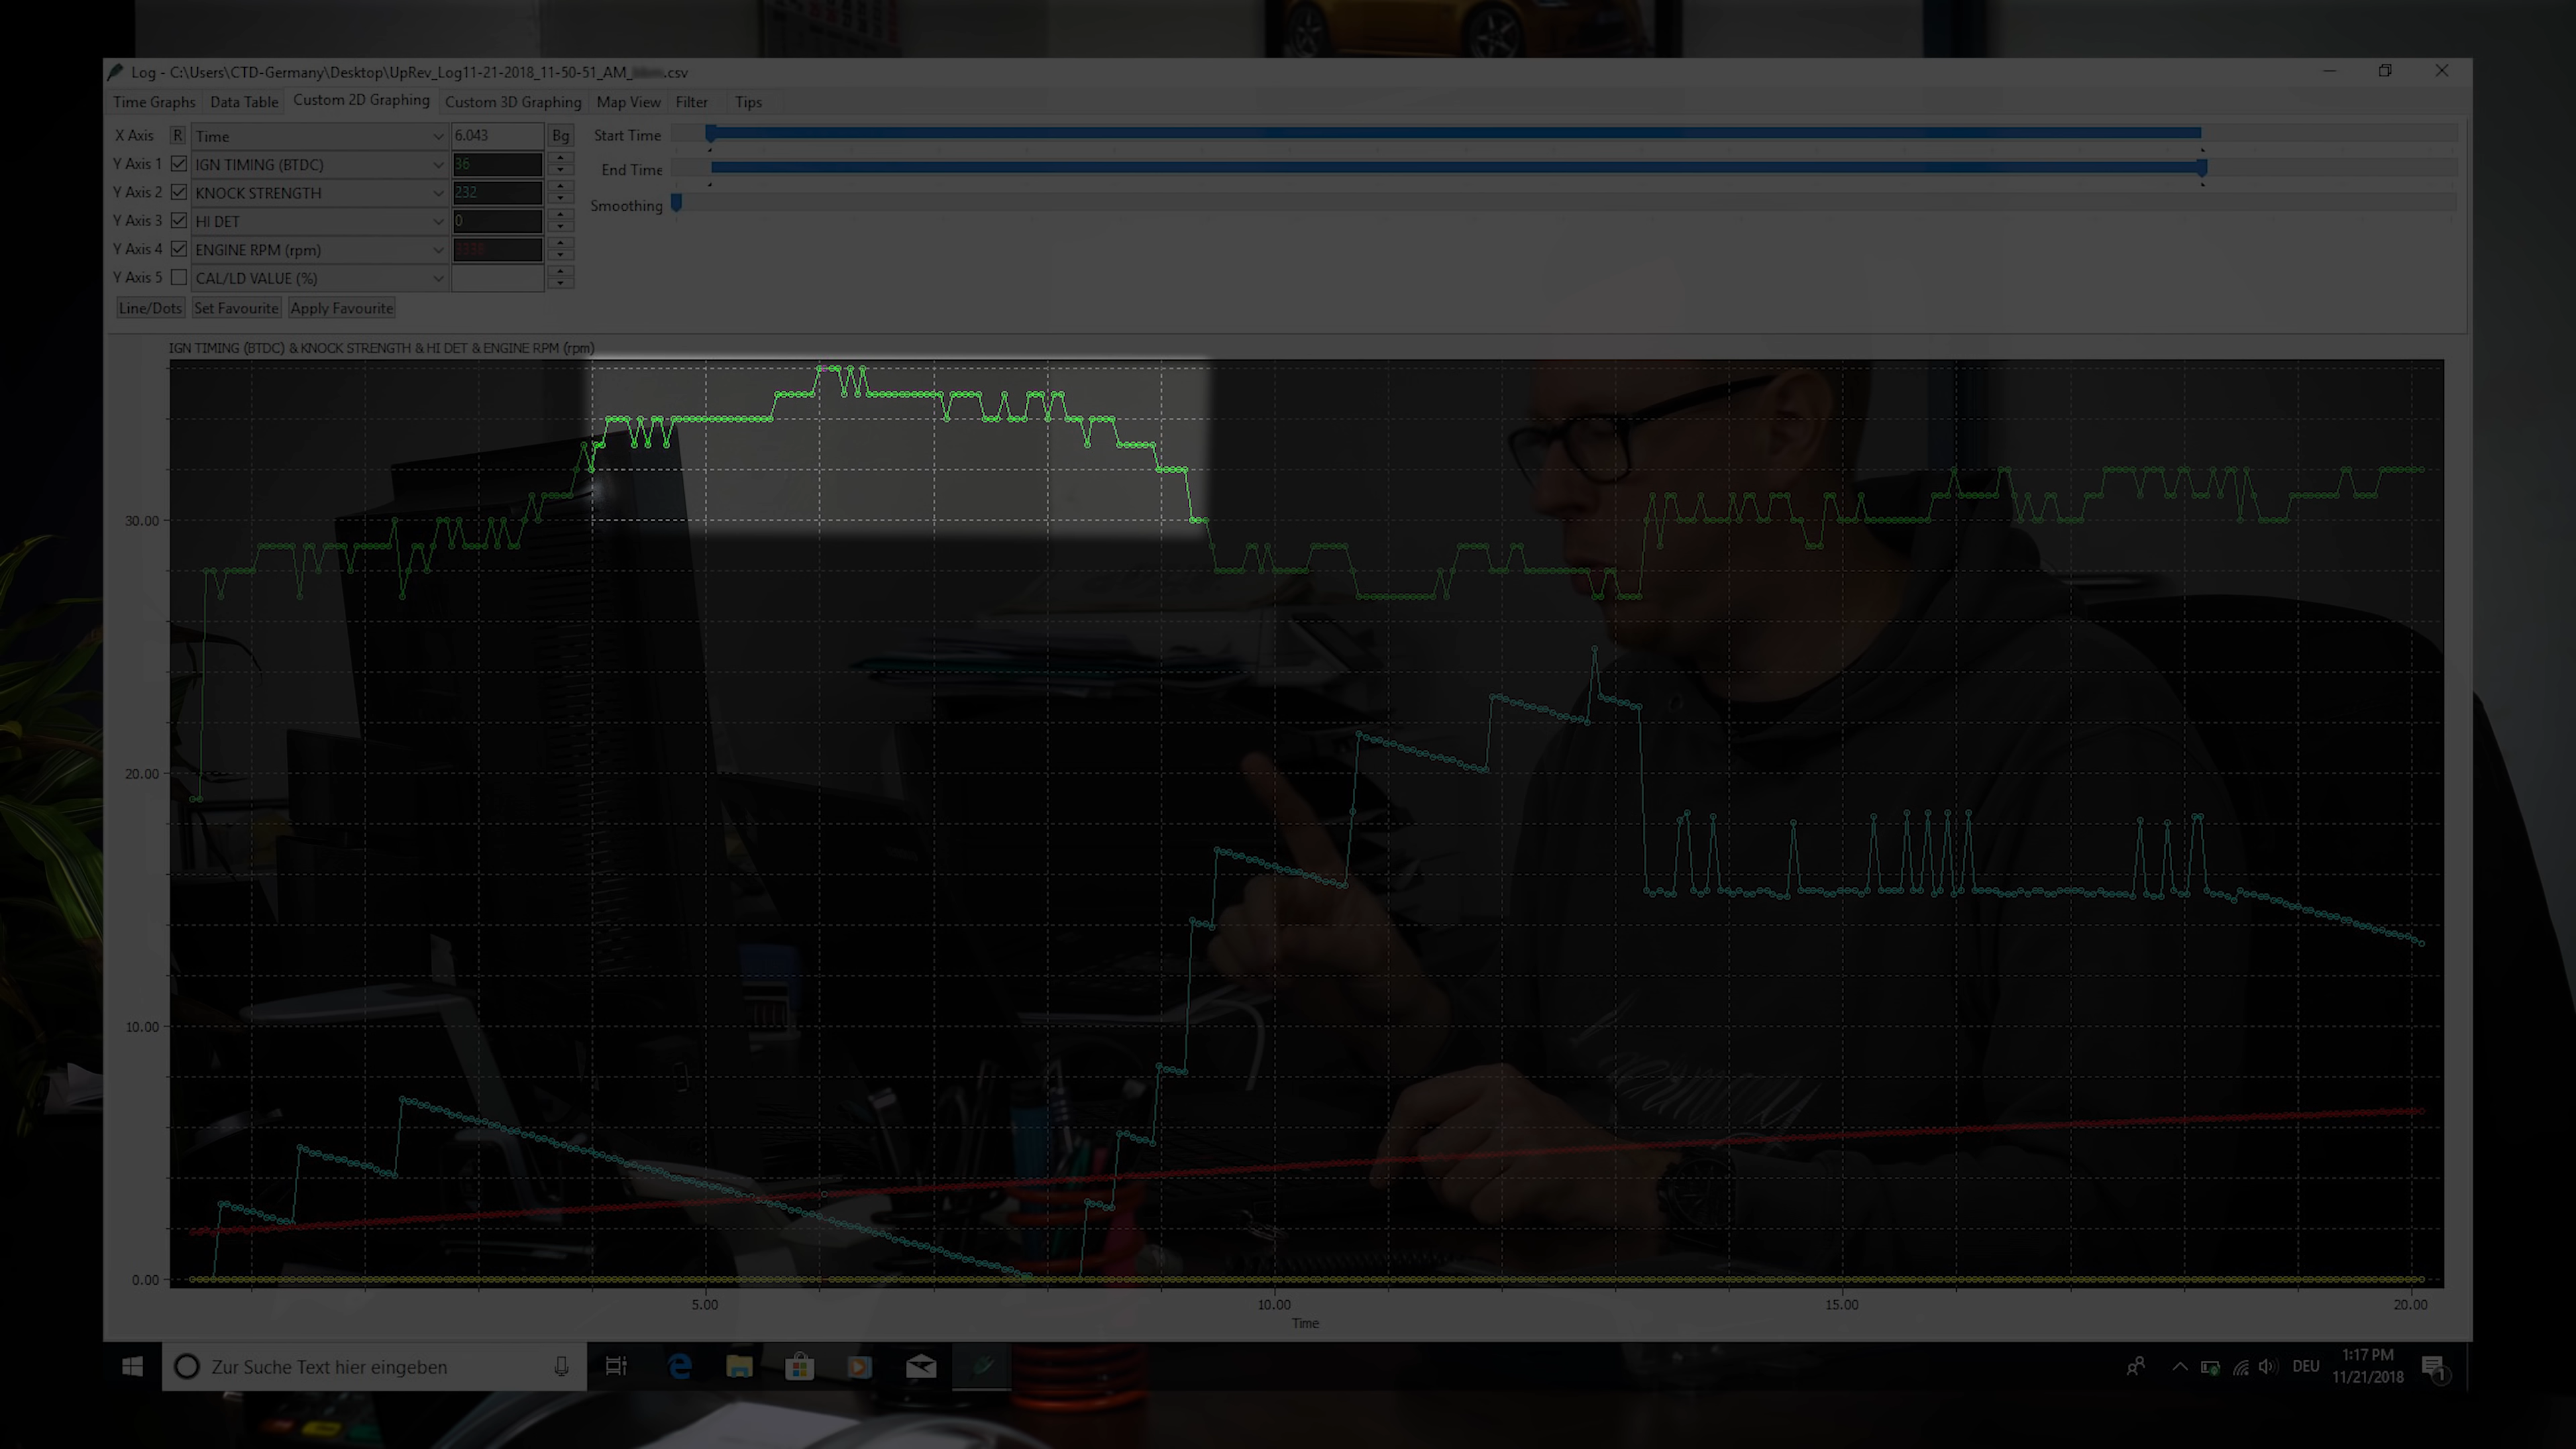 Log - C:\Users\CTD-Germany\Desktop\UpRev_Log11-21-2018_11-50-51_AM_ .csv
Time Graphs Data Table Custom 2D Graphing Custom 3D Graphing Map View Filter Tips
X Axis R Time 6.043 Bg Start Time
Y Axis 1 IGN TIMING (BTDC) 36 End Time
Y Axis 2 KNOCK STRENGTH 232 Smoothing
Y Axis 3 HI DET 0
Y Axis 4 ENGINE RPM (rpm)
Y Axis 5 CAL/LD VALUE (%)
Line/Dots Set Favourite Apply Favourite
IGN TIMING (BTDC) & KNOCK STRENGTH & HI DET & ENGINE RPM (rpm)
30.00
20.00
10.00
0.00
5.00 10.00 15.00 20.00
Time
Germany
Zur Suche Text hier eingeben DEU 1:17 PM
11/21/2018 1